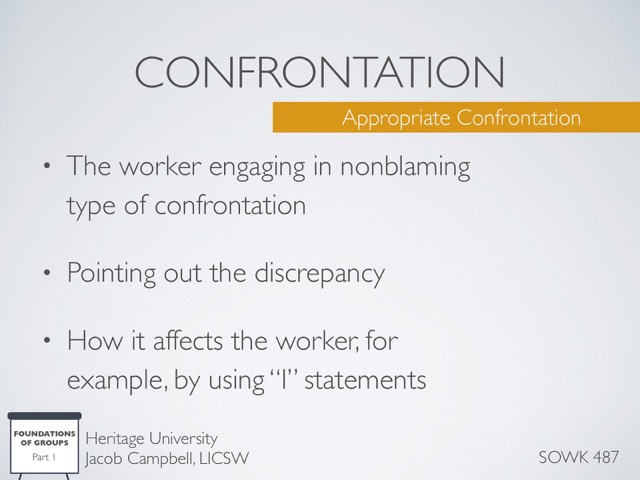 CONFRONTATION
Appropriate Confrontation
• The worker engaging in nonblaming
type of confrontation
• Pointing out the discrepancy
• How it affects the worker, for
example, by using “I” statements
FOUNDATIONS
OF GROUPS
Part 1
Heritage University
Jacob Campbell, LICSW
SOWK 487